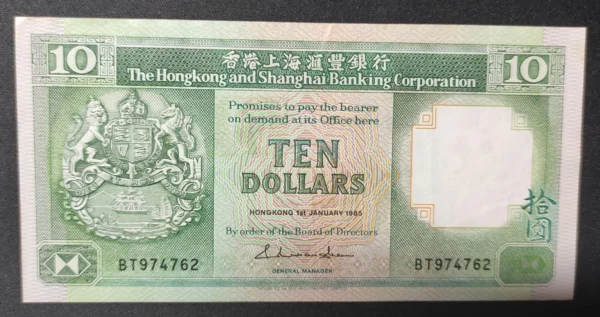 10
香港上海滙豐銀行
10
The Hongkong and Shanghai Banking Corporation
Promises to pay the bearer
on demand at its Office here
TEN
DOLLARS
HONGKONG 1st JANUARY 1985
By order of the Board of Directors
拾圓
BT974762
GENERAL MANAGER
BT974762